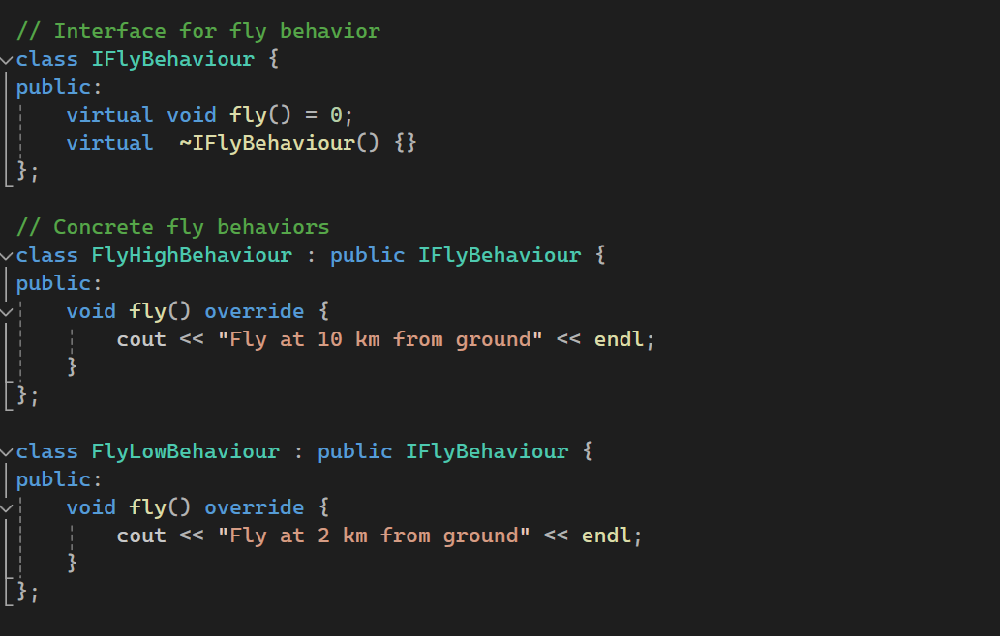 // Interface for fly behavior
class IFlyBehaviour {
public:
    virtual void fly() = 0;
    virtual  ~IFlyBehaviour() {}
};

// Concrete fly behaviors
class FlyHighBehaviour : public IFlyBehaviour {
public:
    void fly() override {
        cout << "Fly at 10 km from ground" << endl;
    }
};

class FlyLowBehaviour : public IFlyBehaviour {
public:
    void fly() override {
        cout << "Fly at 2 km from ground" << endl;
    }
};